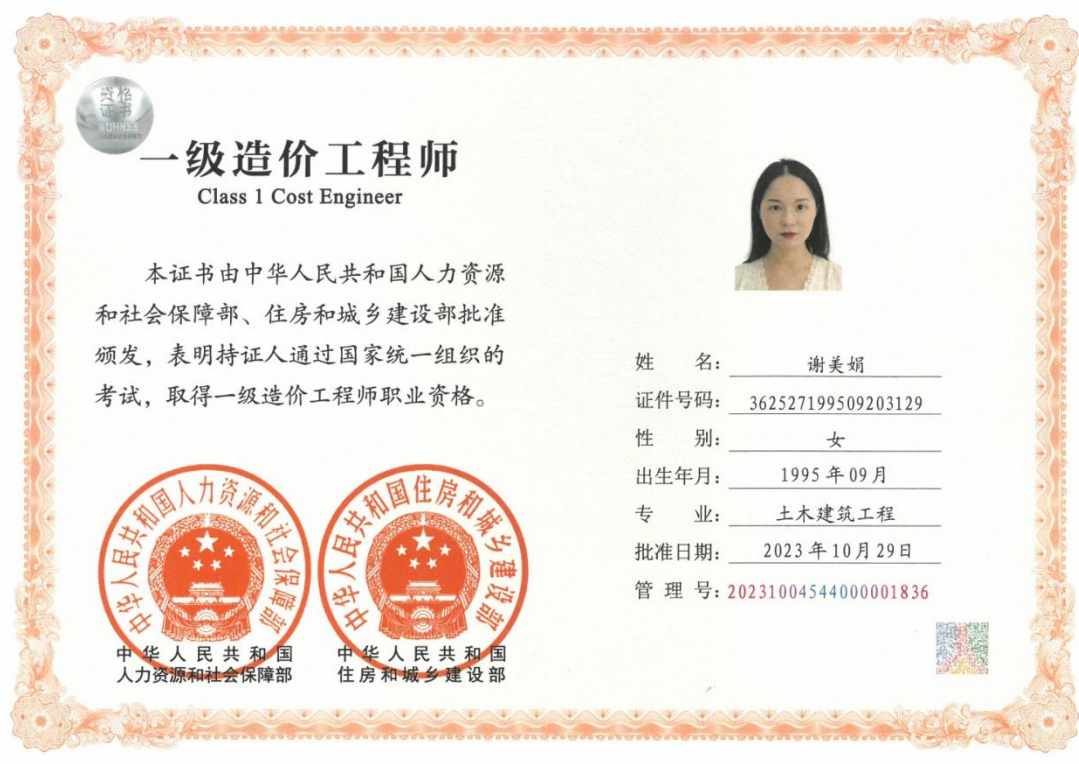 资格
证书
MOHRSS
一级造价工程师
Class 1 Cost Engineer
本证书由中华人民共和国人力资源
和社会保障部、住房和城乡建设部批准
颁发，表明持证人通过国家统一组织的
考试，取得一级造价工程师职业资格。
中华人民共和国人力资源和社会保障部
中华人民共和国住房和城乡建设部
中华人民共和国
人力资源和社会保障部
中华人民共和国
住房和城乡建设部
姓 名： 谢美娟
证件号码： 362527199509203129
性 别： 女
出生年月： 1995年09月
专 业： 土木建筑工程
批准日期： 2023年10月29日
管 理 号： 20231004544000001836